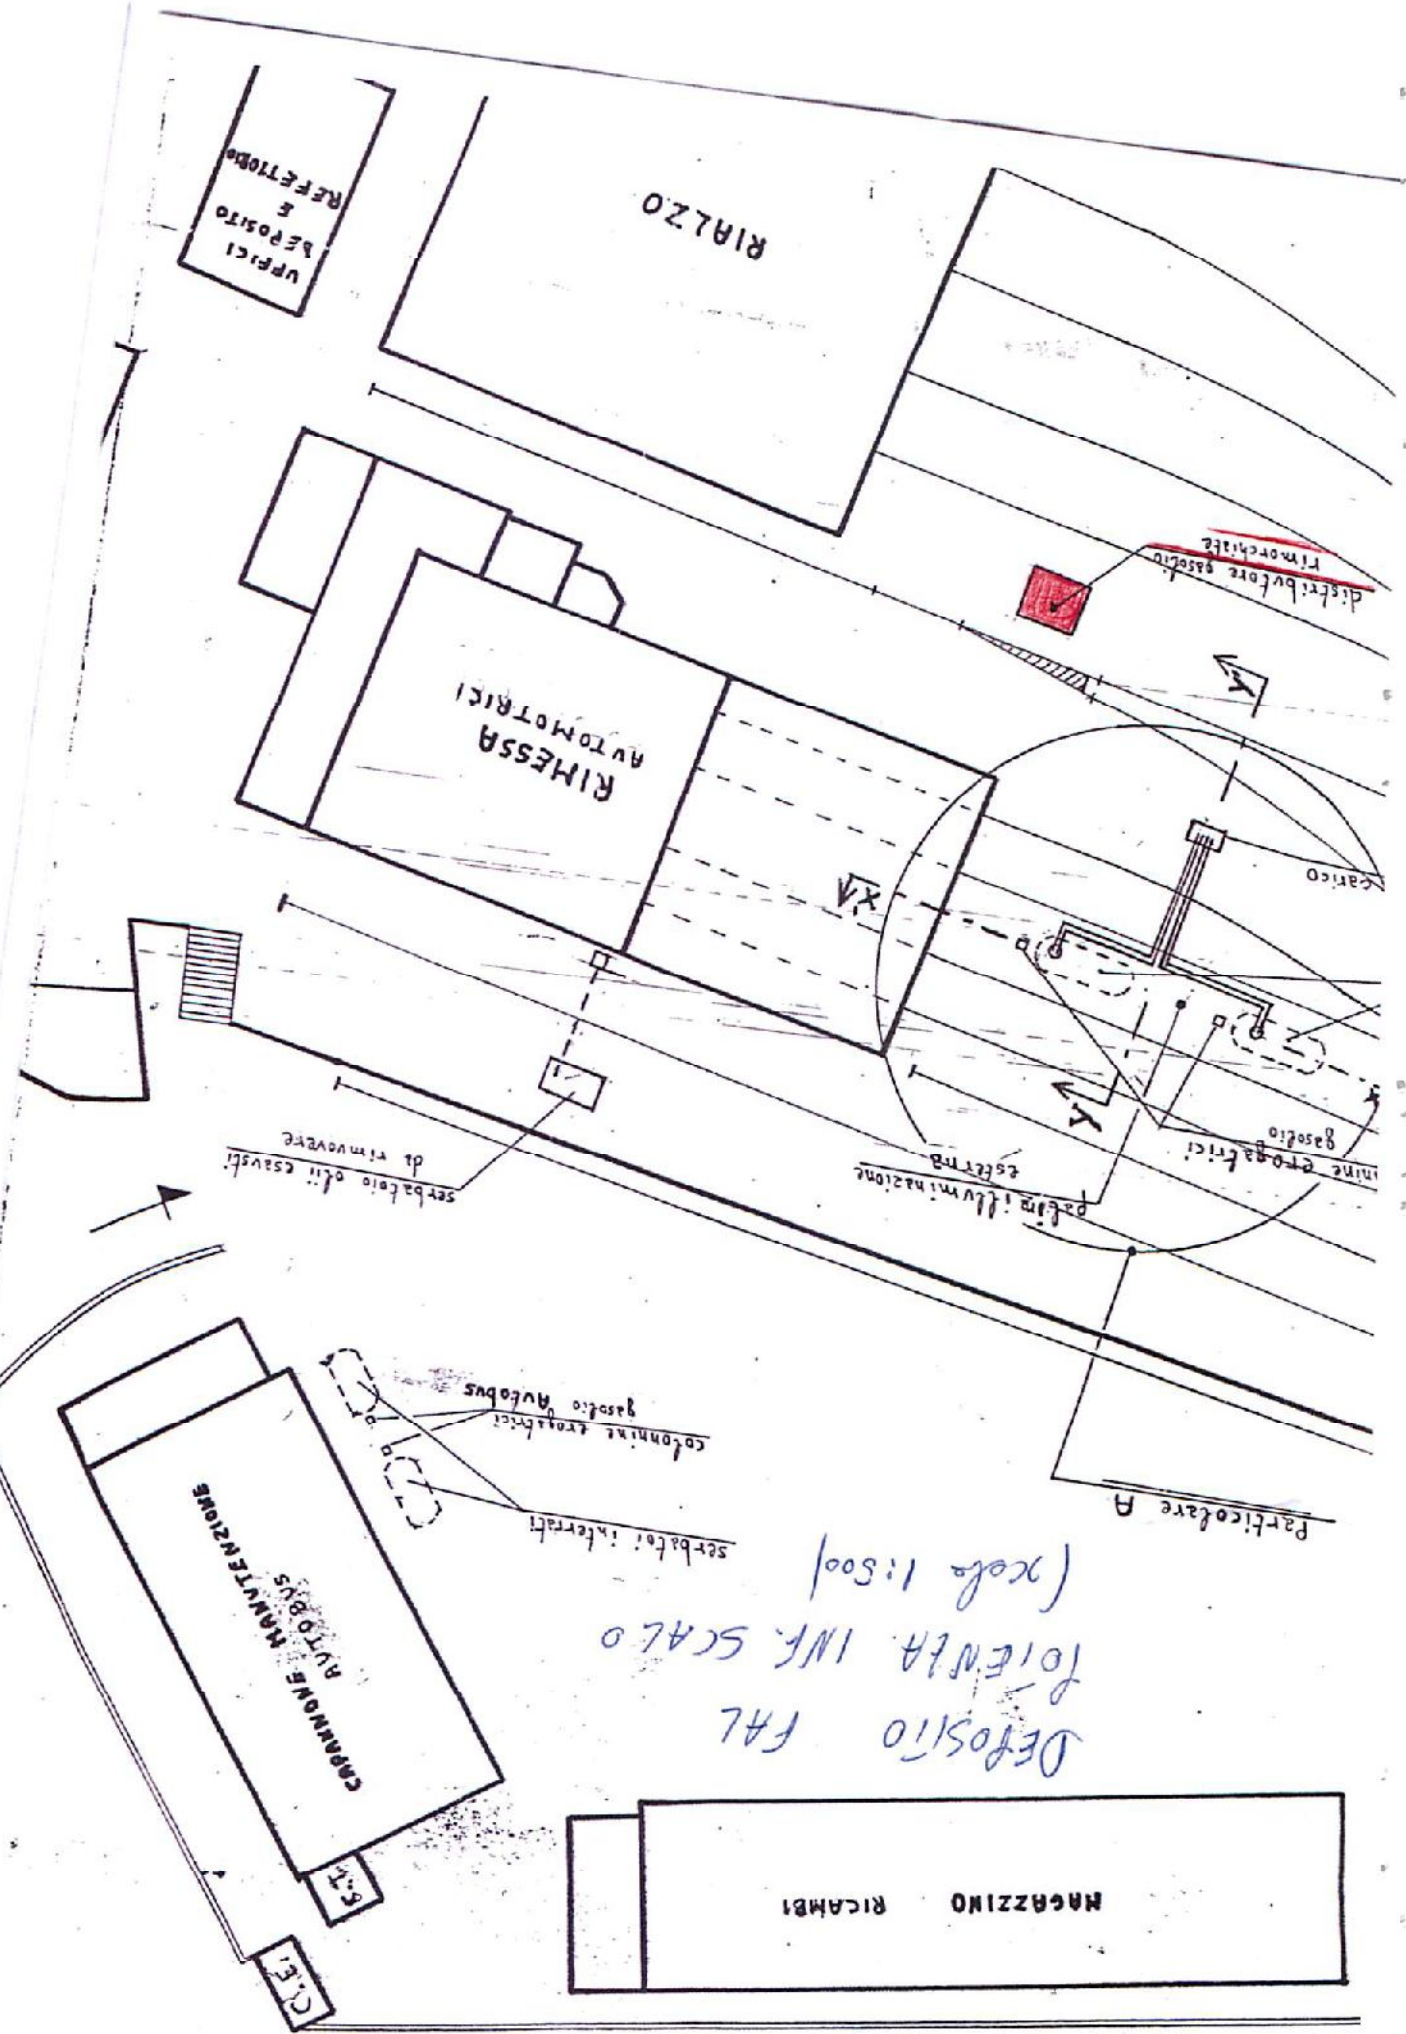 MAGAZZINO RICAMBI
C.E.
S.T.
DEPOSITO FAL
POTENZA INF. SCALO
(scala 1:500)
CAPANNONE MANUTENZIONE
AUTOBUS
serbatoi interrati
colonnine erogatrici
gasolio Autobus
Particolare A
serbatoio olii esausti
da rimuovere
palina illuminazione
esterna
nnine erogatrici
gasolio
Y
Y'
X'
carico
RIMESSA
AUTOMOTRICI
distributore gasolio
rimorchiate
RIALZO
UFFICI
DEPOSITO
E
REFETTORIO